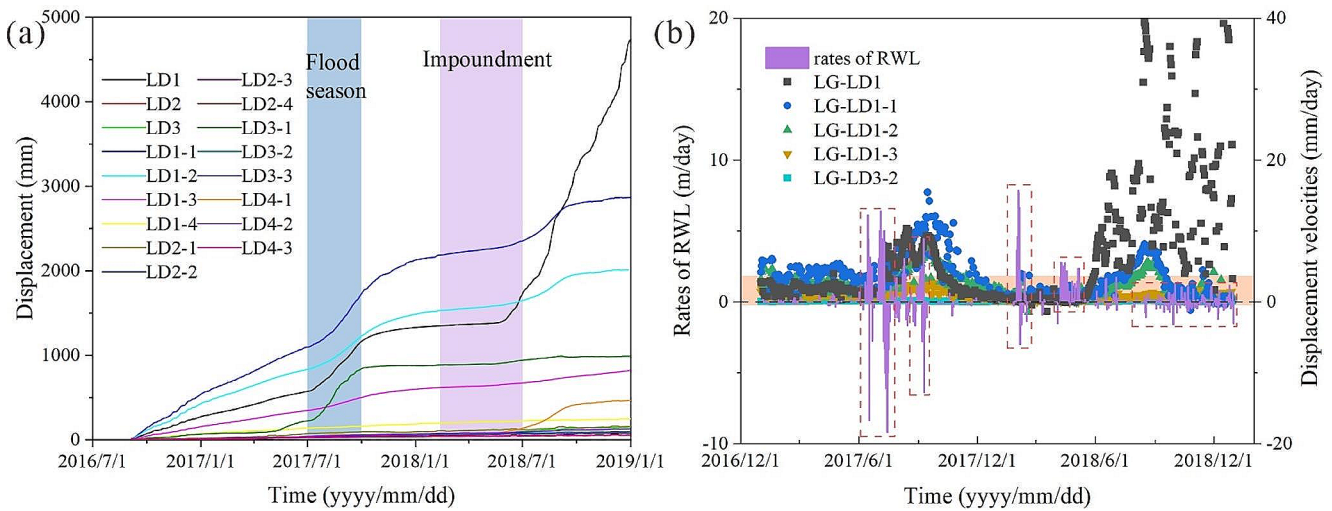 (a)
5000
4000
3000
2000
1000
0
Displacement (mm)
2016/7/1
2017/1/1
2017/7/1
2018/1/1
2018/7/1
2019/1/1
Time (yyyy/mm/dd)
Flood
season
Impoundment
LD1
LD2
LD3
LD1-1
LD1-2
LD1-3
LD1-4
LD2-1
LD2-2
LD2-3
LD2-4
LD3-1
LD3-2
LD3-3
LD4-1
LD4-2
LD4-3
(b)
20
10
0
-10
Rates of RWL (m/day)
rates of RWL
LG-LD1
LG-LD1-1
LG-LD1-2
LG-LD1-3
LG-LD3-2
40
20
0
-20
Displacement velocities (mm/day)
2016/12/1
2017/6/1
2017/12/1
2018/6/1
2018/12/1
Time (yyyy/mm/dd)